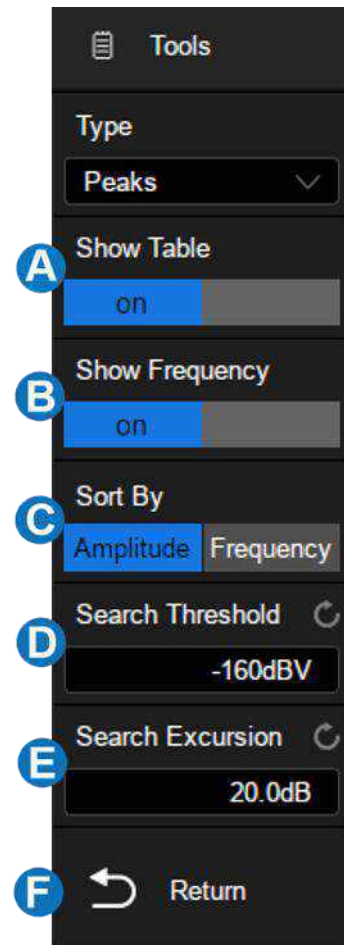 Tools
Type
Peaks
A
Show Table
on
B
Show Frequency
on
C
Sort By
Amplitude Frequency
D
Search Threshold
-160dBV
E
Search Excursion
20.0dB
F
Return